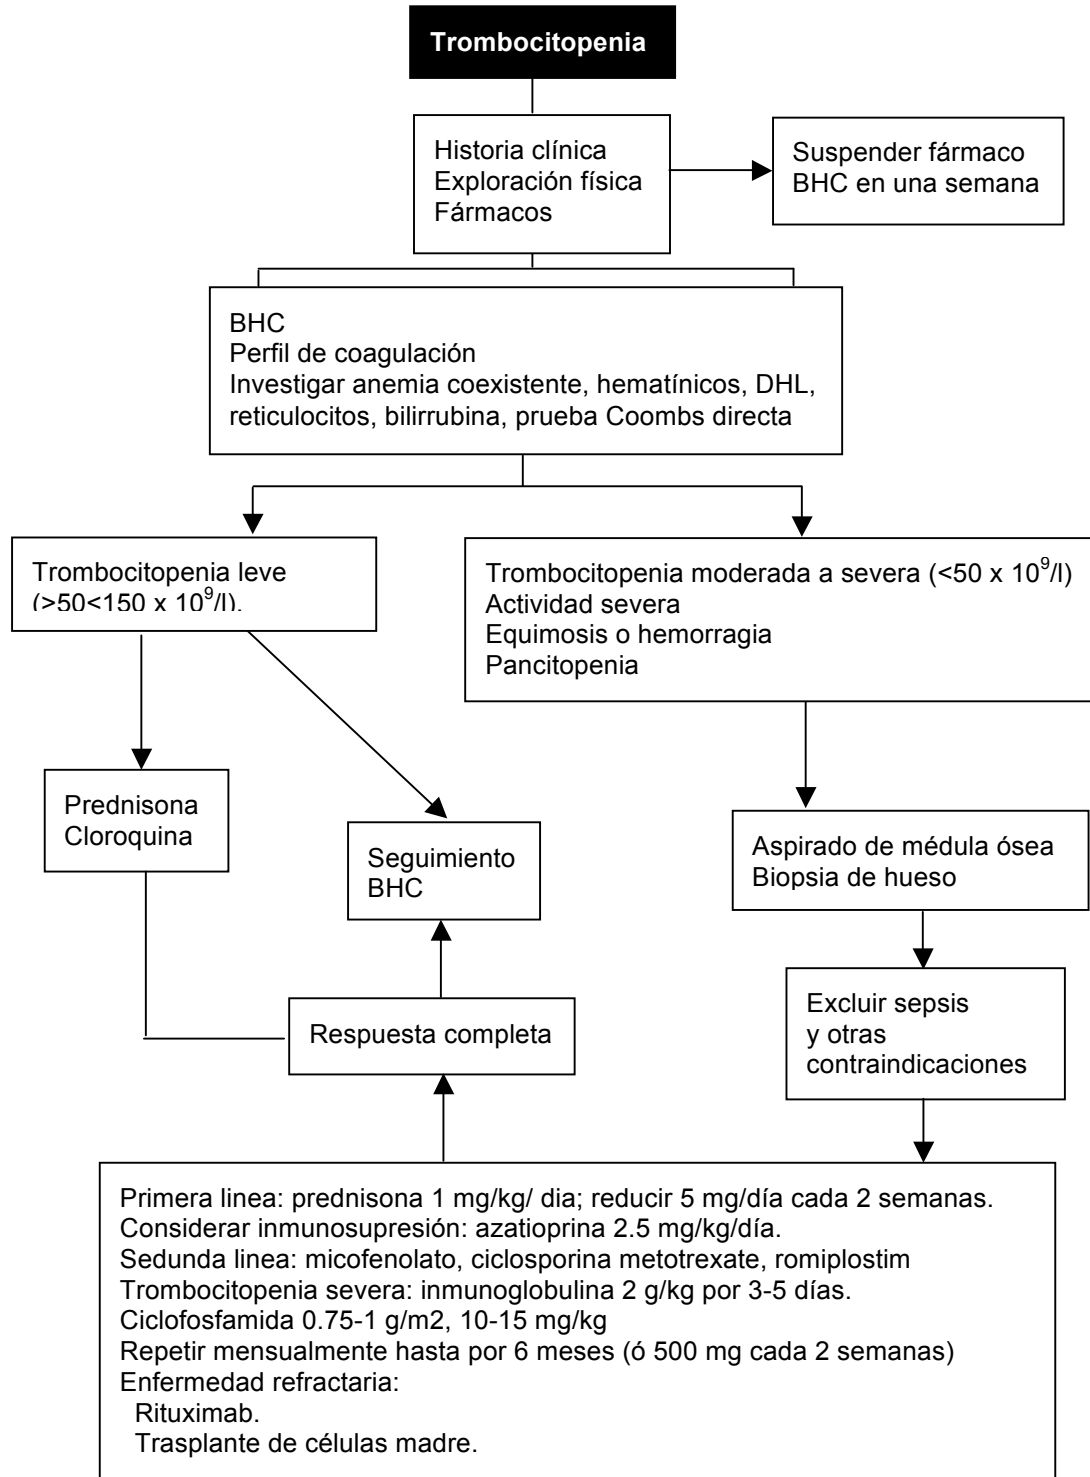 Trombocitopenia
Historia clínica
Exploración física
Fármacos
Suspender fármaco
BHC en una semana
BHC
Perfil de coagulación
Investigar anemia coexistente, hematínicos, DHL,
reticulocitos, bilirrubina, prueba Coombs directa
Trombocitopenia leve
(>50<150 x 10⁹/l).
Trombocitopenia moderada a severa (<50 x 10⁹/l)
Actividad severa
Equimosis o hemorragia
Pancitopenia
Prednisona
Cloroquina
Seguimiento
BHC
Aspirado de médula ósea
Biopsia de hueso
Respuesta completa
Excluir sepsis
y otras
contraindicaciones
Primera linea: prednisona 1 mg/kg/ dia; reducir 5 mg/día cada 2 semanas.
Considerar inmunosupresión: azatioprina 2.5 mg/kg/día.
Sedunda linea: micofenolato, ciclosporina metotrexate, romiplostim
Trombocitopenia severa: inmunoglobulina 2 g/kg por 3-5 días.
Ciclofosfamida 0.75-1 g/m2, 10-15 mg/kg
Repetir mensualmente hasta por 6 meses (ó 500 mg cada 2 semanas)
Enfermedad refractaria:
Rituximab.
Trasplante de células madre.